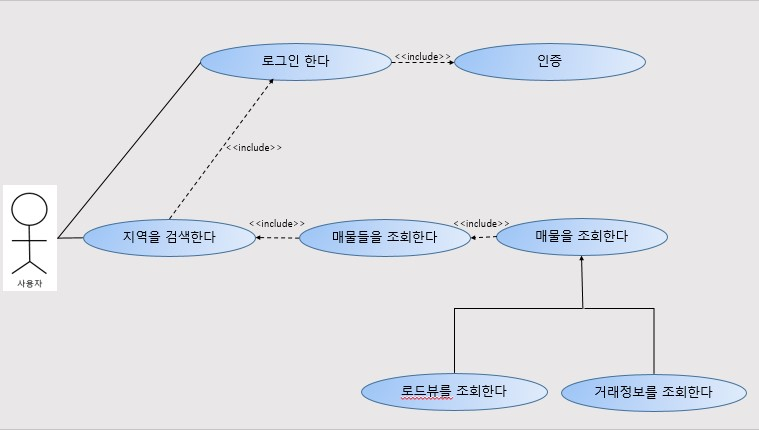 로그인 한다
<<include>>
인증
<<include>>
지역을 검색한다
<<include>>
매물들을 조회한다
<<include>>
매물을 조회한다
사용자
로드뷰를 조회한다
거래정보를 조회한다